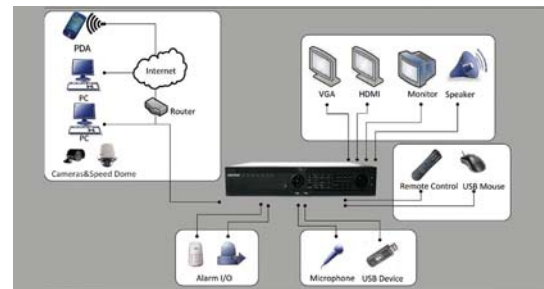 PDA
Internet
PC
Router
PC
Cameras&Speed Dome
VGA
HDMI
Monitor
Speaker
Remote Control
USB Mouse
Alarm I/O
Microphone
USB Device